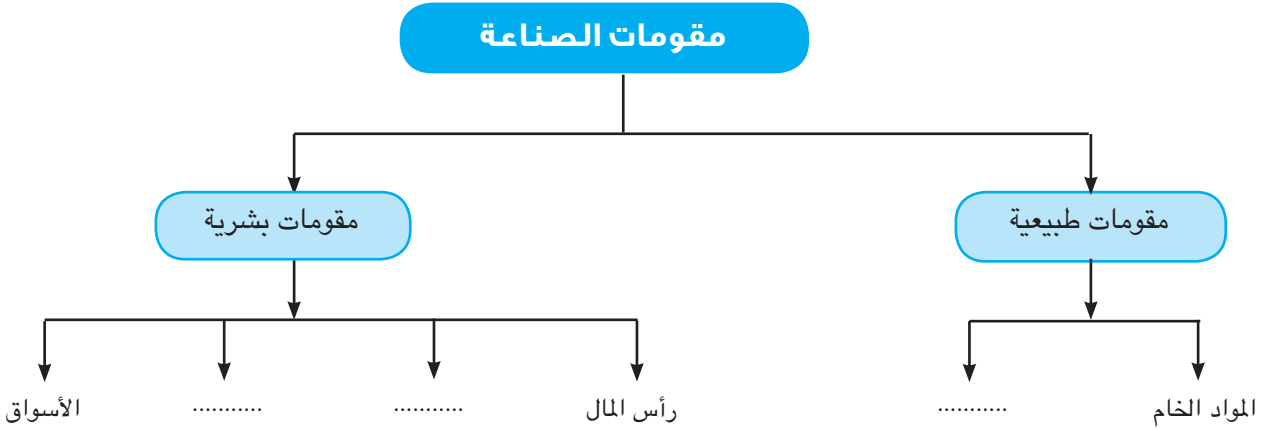 مقومات الصناعة
مقومات طبيعية
مقومات بشرية
المواد الخام
...........
رأس المال
...........
...........
الأسواق